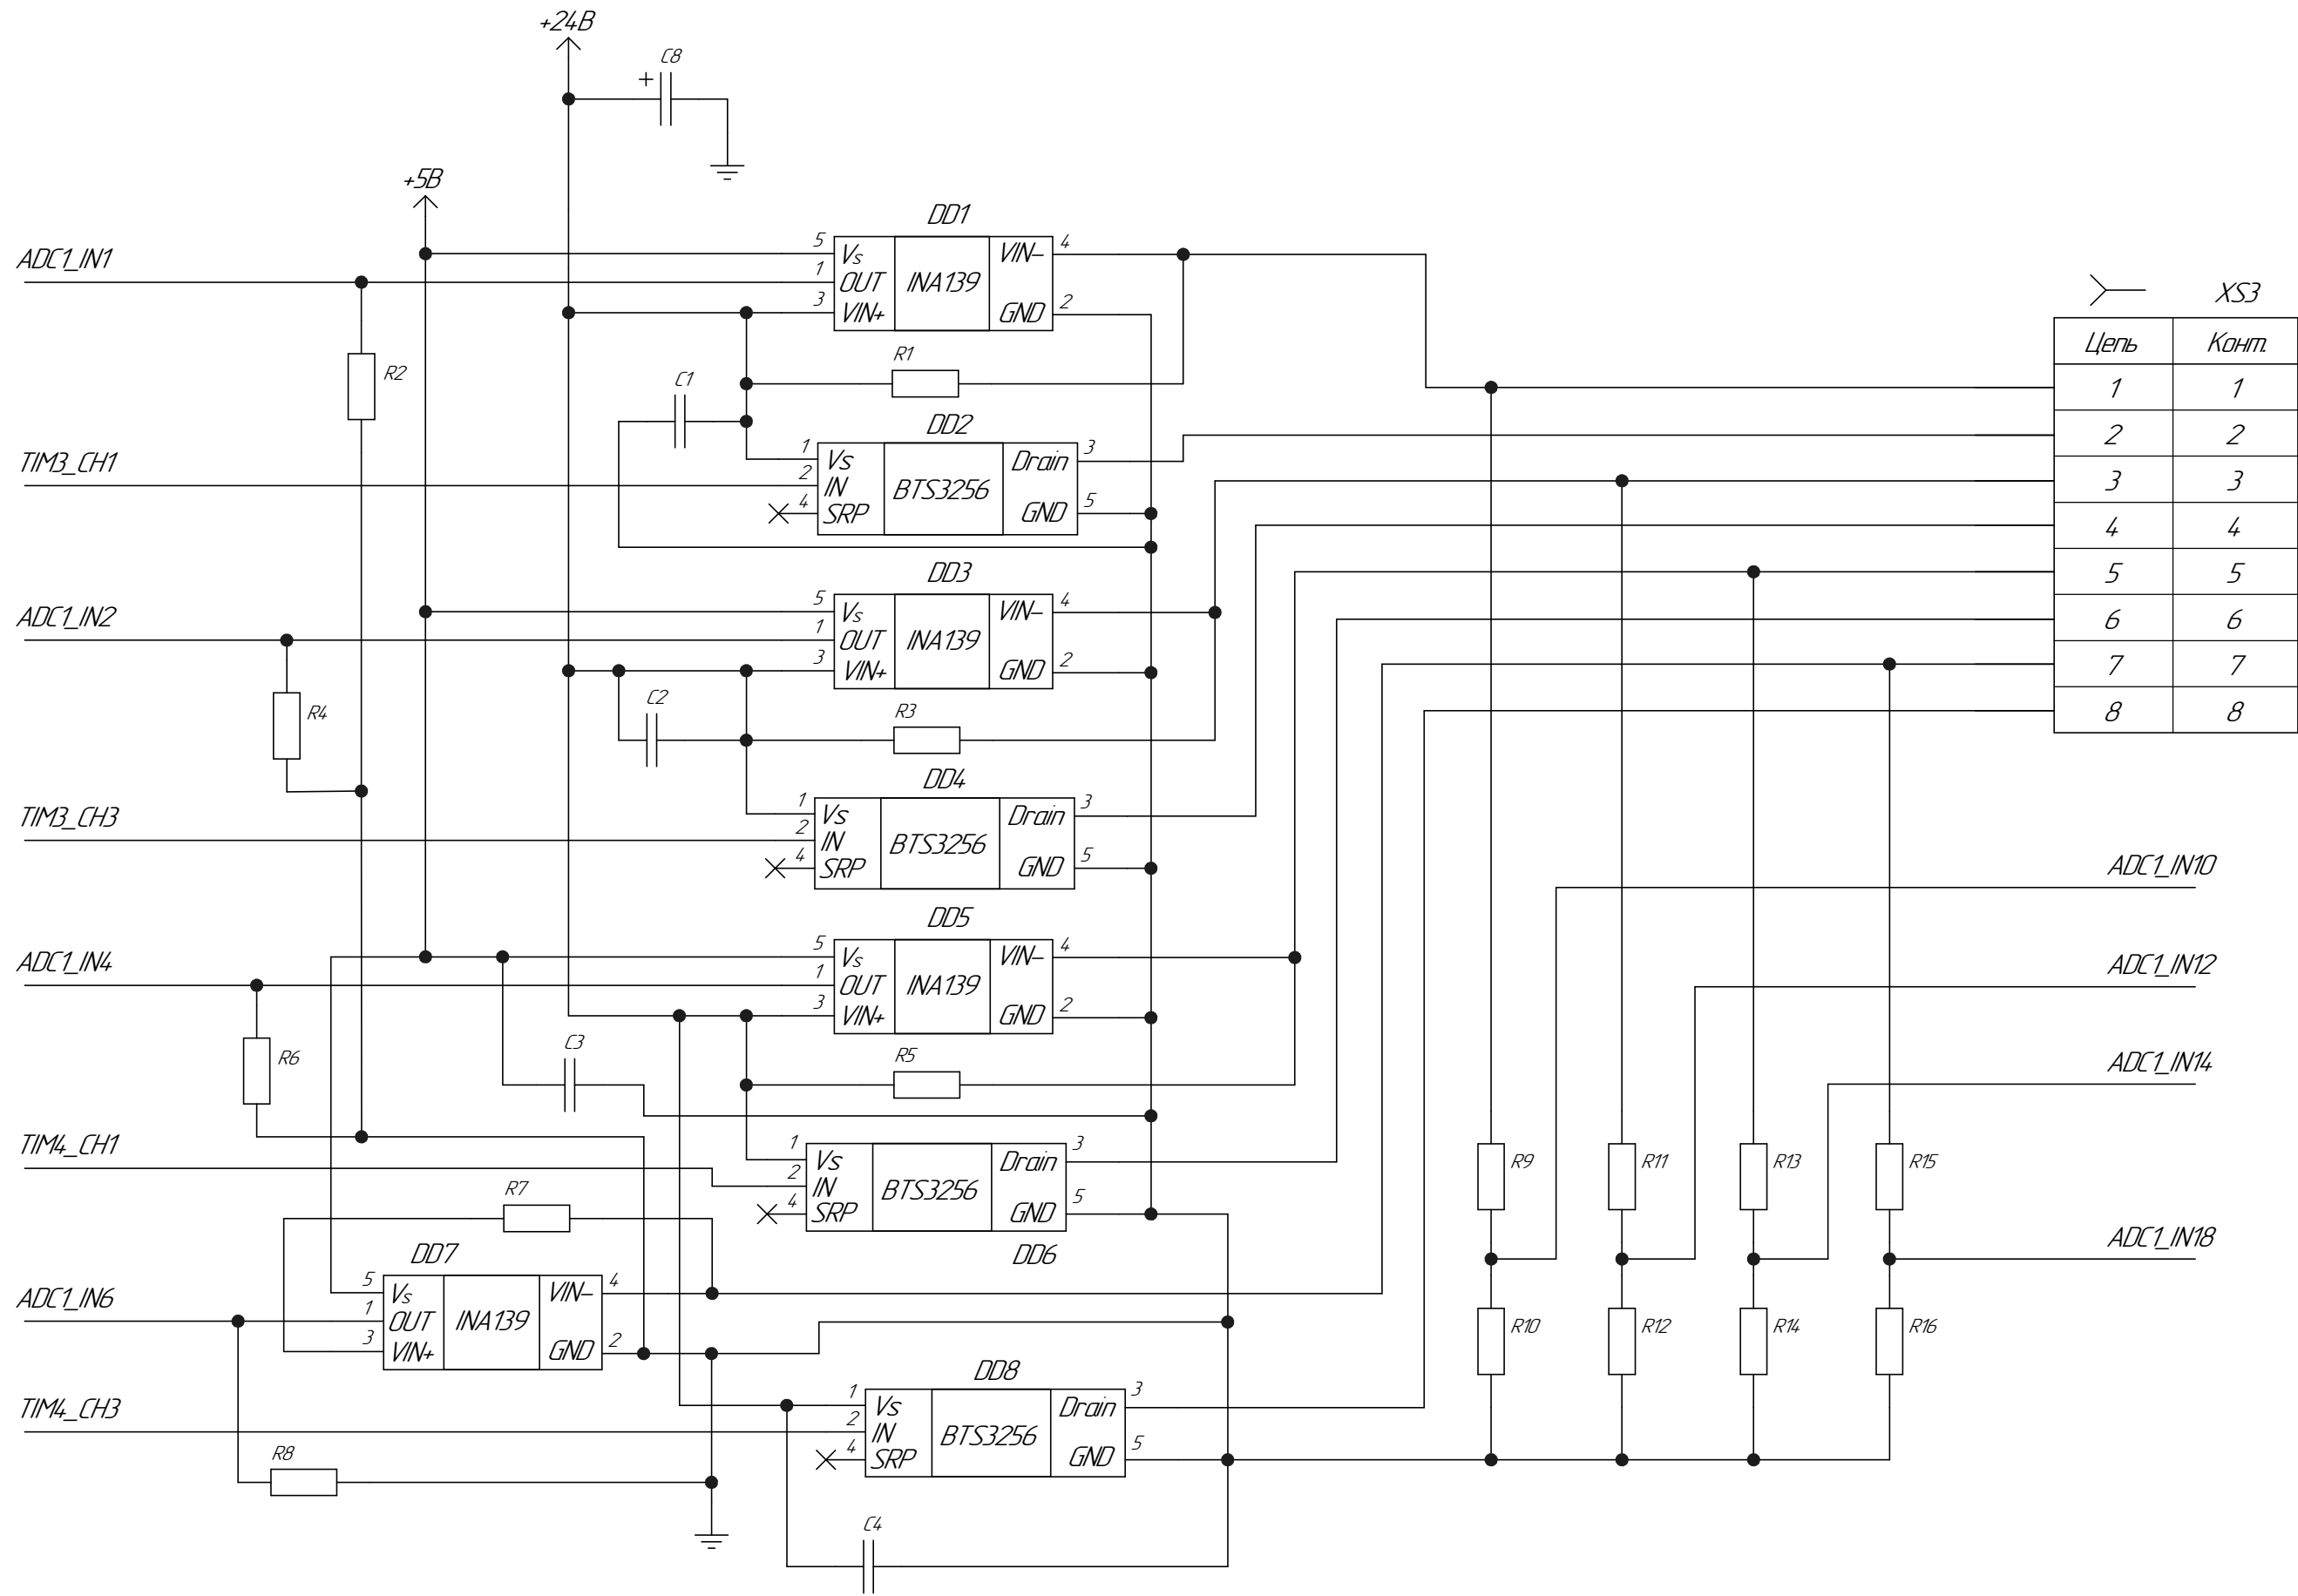 +24В
C8
+
+5В
DD1
ADC1_IN1
5 Vs INA139 VIN- 4
1 OUT
3 VIN+ GND 2
XS3
Цепь Конт.
1 1
2 2
3 3
4 4
5 5
6 6
7 7
8 8
R1
R2
C1
DD2
TIM3_CH1
1 Vs BTS3256 Drain 3
2 IN
4 SRP GND 5
DD3
ADC1_IN2
5 Vs INA139 VIN- 4
1 OUT
3 VIN+ GND 2
C2
R3
R4
DD4
TIM3_CH3
1 Vs BTS3256 Drain 3
2 IN
4 SRP GND 5
ADC1_IN10
DD5
ADC1_IN4
5 Vs INA139 VIN- 4
1 OUT
3 VIN+ GND 2
ADC1_IN12
C3
R5
R6
ADC1_IN14
TIM4_CH1
1 Vs BTS3256 Drain 3
2 IN
4 SRP GND 5
DD6
R7
R9
R11
R13
R15
ADC1_IN18
DD7
ADC1_IN6
5 Vs INA139 VIN- 4
1 OUT
3 VIN+ GND 2
R10
R12
R14
R16
DD8
TIM4_CH3
1 Vs BTS3256 Drain 3
2 IN
4 SRP GND 5
R8
C4